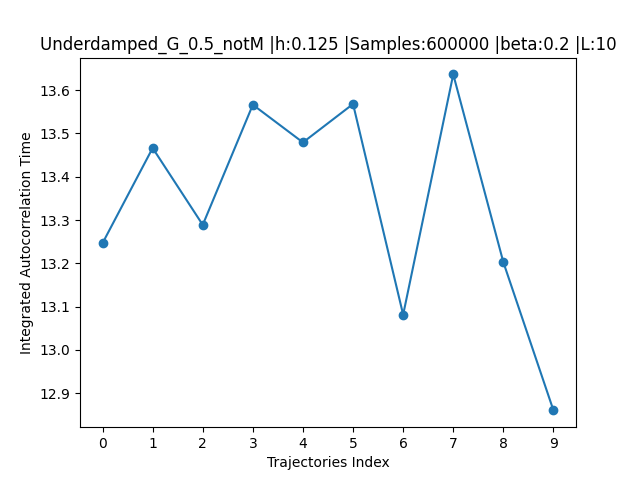 Underdamped_G_0.5_notM |h:0.125 |Samples:600000 |beta:0.2 |L:10
13.6
13.5
13.4
13.3
13.2
13.1
13.0
12.9
Integrated Autocorrelation Time
0 1 2 3 4 5 6 7 8 9
Trajectories Index